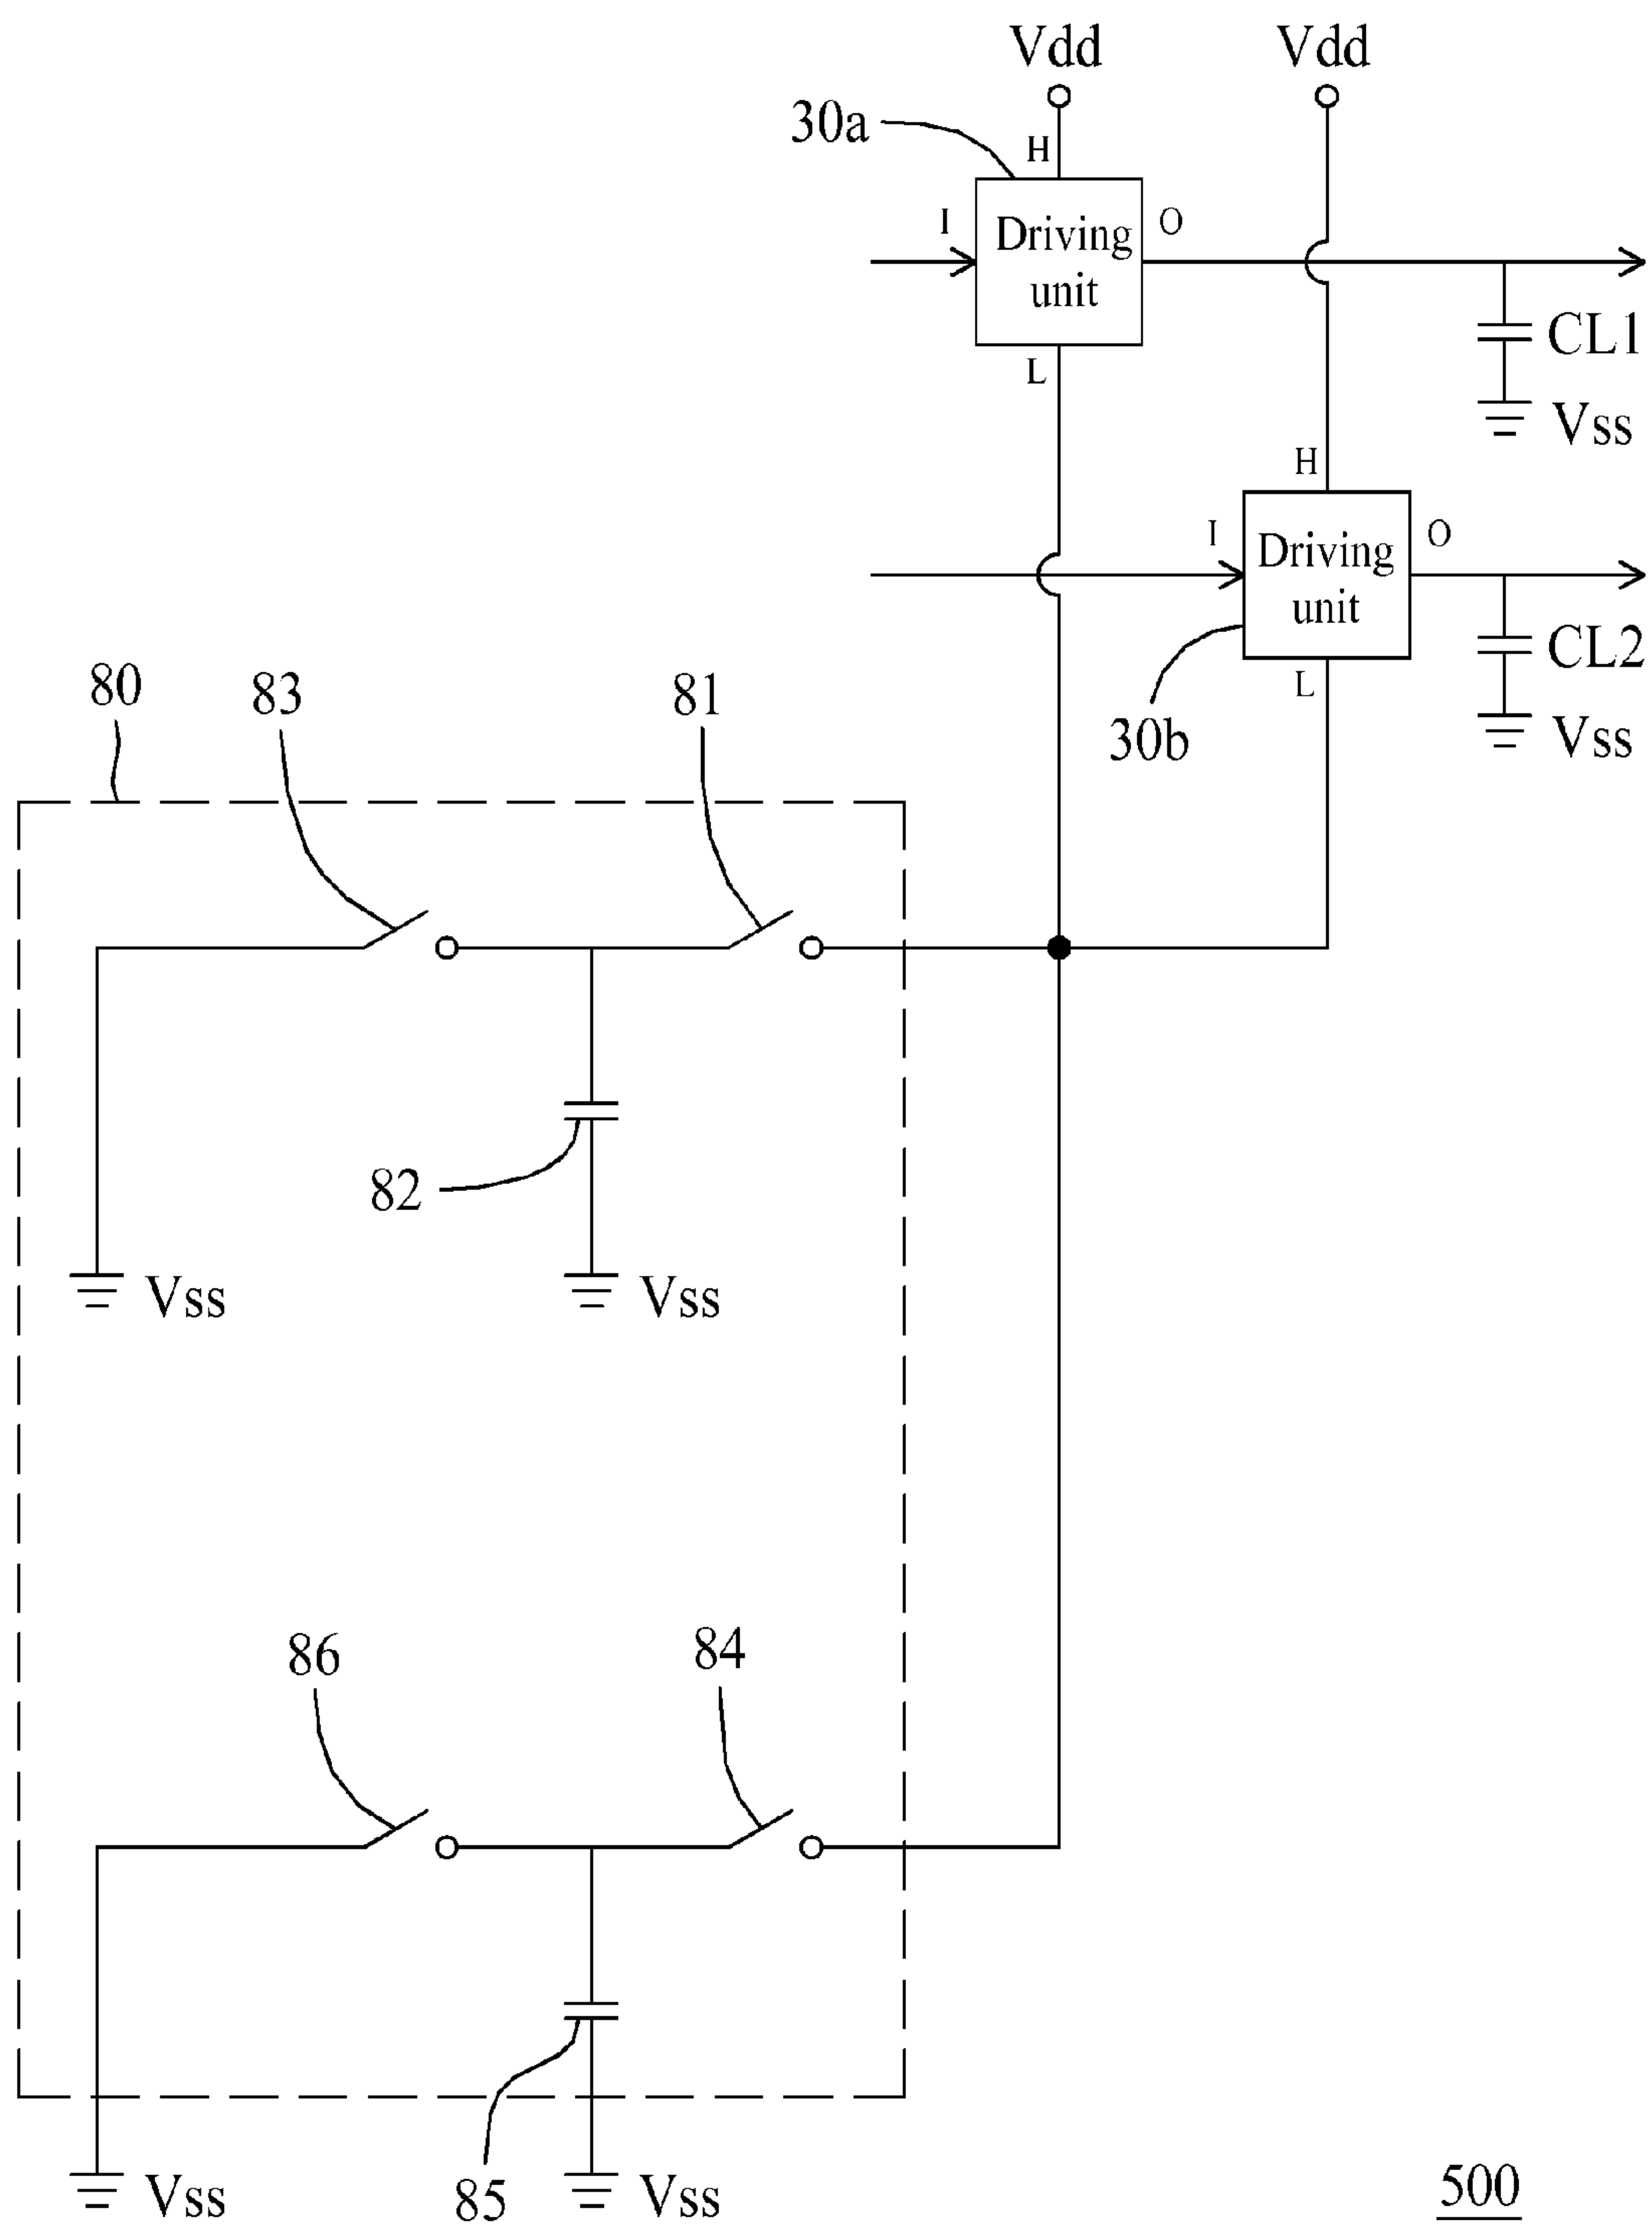 Vdd Vdd
30a
H
I
Driving
unit
O
L
CL1
Vss
H
I
Driving
unit
O
L
CL2
Vss
30b
80
83
81
82
Vss
Vss
86
84
85
Vss
Vss
500